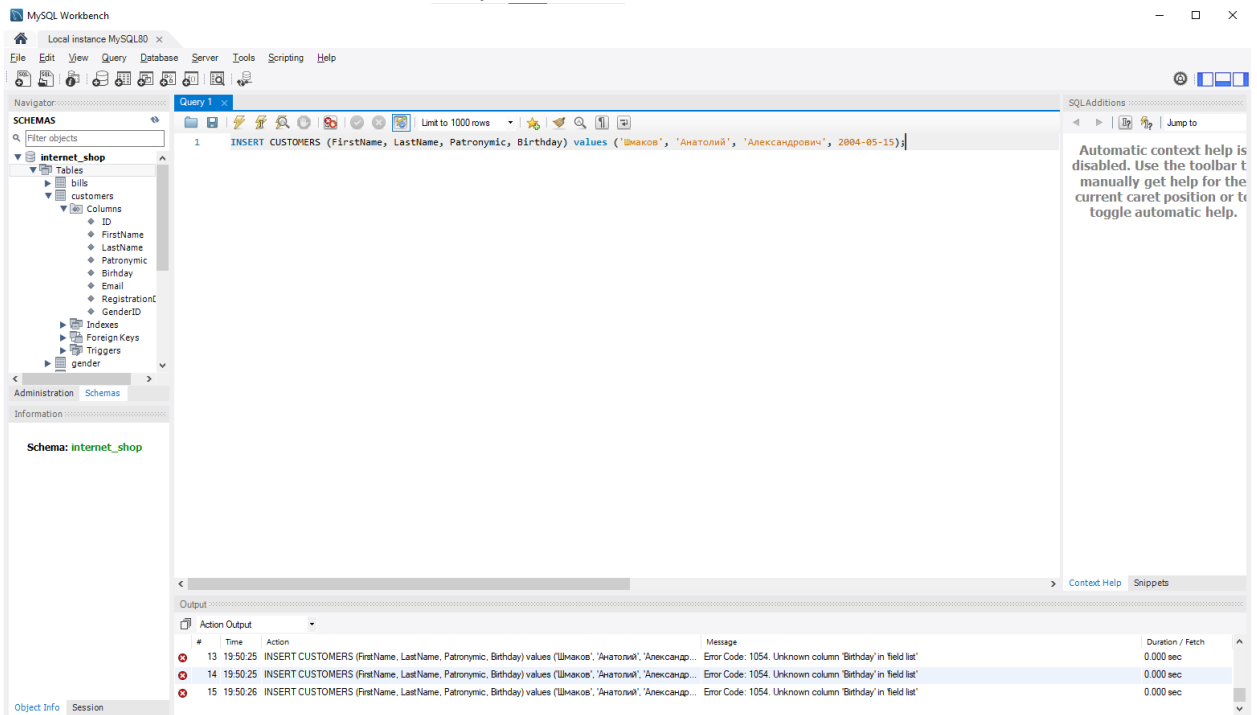 MySQL Workbench
Local instance MySQL80
File Edit View Query Database Server Tools Scripting Help
Navigator
SCHEMAS
Filter objects
internet_shop
Tables
bills
customers
Columns
ID
FirstName
LastName
Patronymic
Birhday
Email
RegistrationD
GenderID
Indexes
Foreign Keys
Triggers
gender
Administration Schemas
Information
Schema: internet_shop
Object Info Session
Query 1
Limit to 1000 rows
1 INSERT CUSTOMERS (FirstName, LastName, Patronymic, Birthday) values ('Шмаков', 'Анатолий', 'Александрович', 2004-05-15);
SQLAdditions
Jump to
Automatic context help is
disabled. Use the toolbar t
manually get help for the
current caret position or to
toggle automatic help.
Context Help Snippets
Output
Action Output
# Time Action Message Duration / Fetch
13 19:50:25 INSERT CUSTOMERS (FirstName, LastName, Patronymic, Birthday) values ('Шмаков', 'Анатолий', 'Александр... Error Code: 1054. Unknown column 'Birthday' in 'field list' 0.000 sec
14 19:50:25 INSERT CUSTOMERS (FirstName, LastName, Patronymic, Birthday) values ('Шмаков', 'Анатолий', 'Александр... Error Code: 1054. Unknown column 'Birthday' in 'field list' 0.000 sec
15 19:50:26 INSERT CUSTOMERS (FirstName, LastName, Patronymic, Birthday) values ('Шмаков', 'Анатолий', 'Александр... Error Code: 1054. Unknown column 'Birthday' in 'field list' 0.000 sec